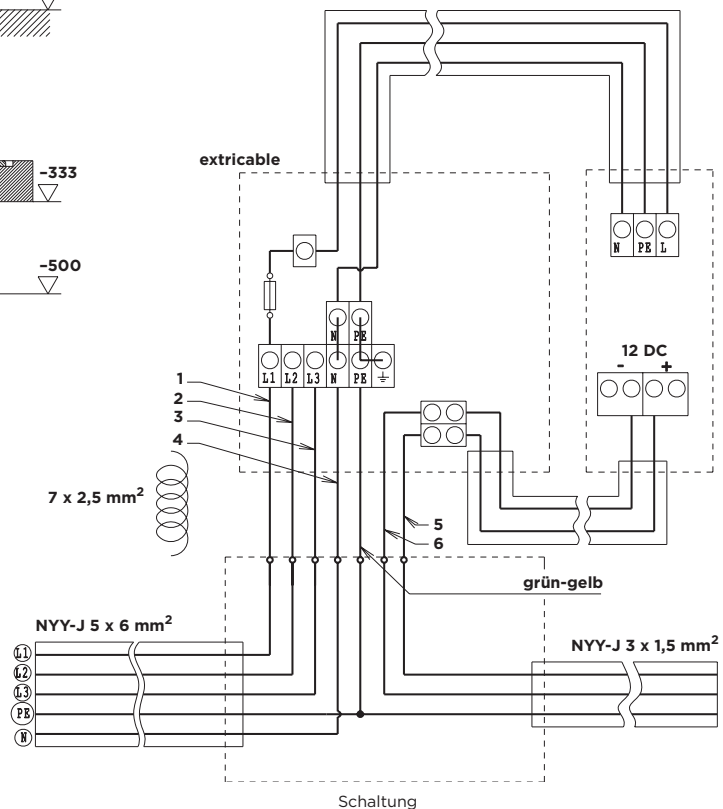 extricable
-333
-500
N PE L
12 DC
- +
N PE
L1 L2 L3 N PE
1
2
3
4
7 x 2,5 mm²
5
6
grün-gelb
NYY-J 5 x 6 mm²
NYY-J 3 x 1,5 mm²
L1
L2
L3
PE
N
Schaltung